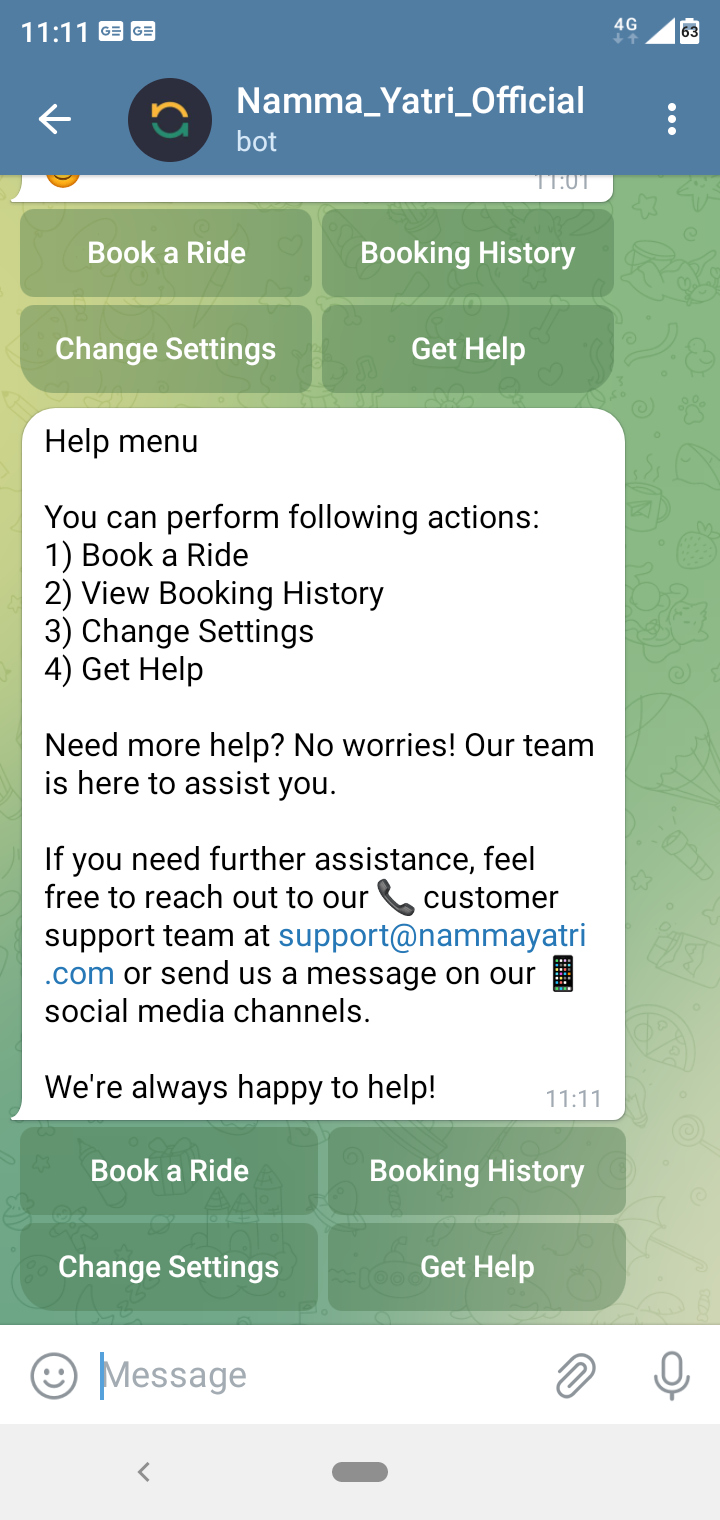 11:11
4G
63
Namma_Yatri_Official
bot
11:01
Book a Ride
Booking History
Change Settings
Get Help
Help menu
You can perform following actions:
1) Book a Ride
2) View Booking History
3) Change Settings
4) Get Help
Need more help? No worries! Our team
is here to assist you.
If you need further assistance, feel
free to reach out to our 📞 customer
support team at support@nammayatri
.com or send us a message on our 📱
social media channels.
We're always happy to help!
11:11
Book a Ride
Booking History
Change Settings
Get Help
Message